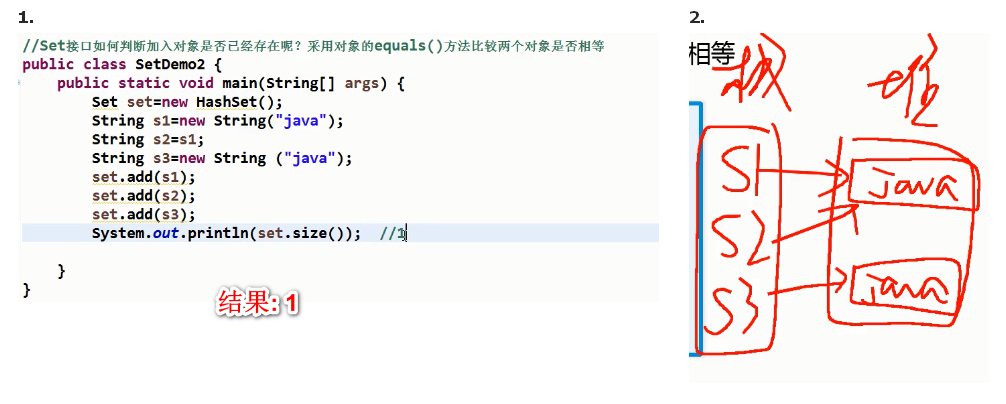 1.
//Set接口如何判断加入对象是否已经存在呢? 采用对象的equals()方法比较两个对象是否相等
public class SetDemo2 {
public static void main(String[] args) {
Set set=new HashSet();
String s1=new String("java");
String s2=s1;
String s3=new String ("java");
set.add(s1);
set.add(s2);
set.add(s3);
System.out.println(set.size()); //1
}
}
结果: 1
2.
相等
栈 堆
S1 java
S2
S3 java